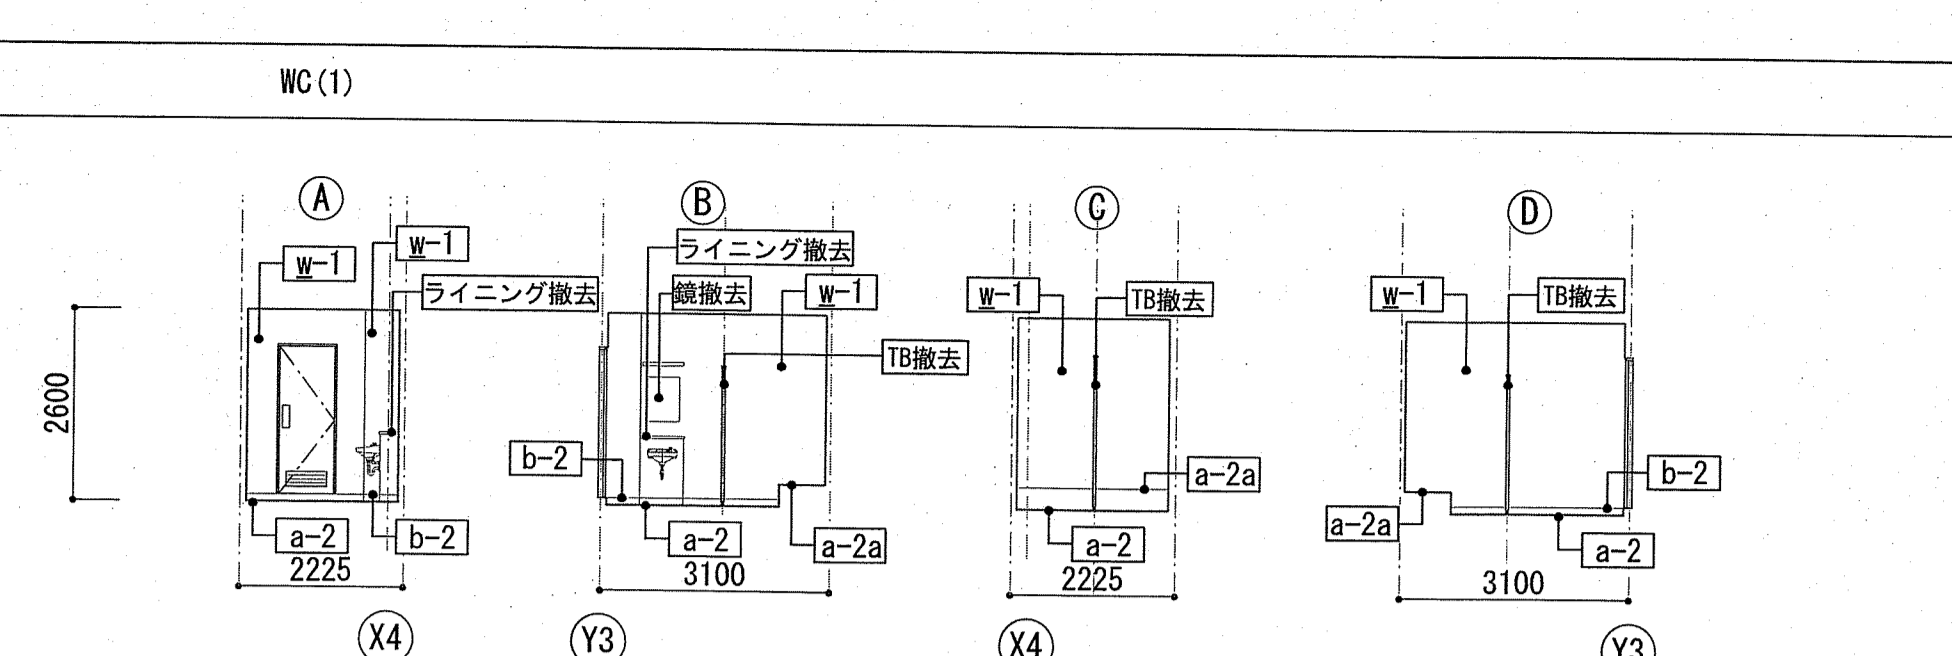 WC(1)
A
B
C
D
w-1
w-1
ライニング撤去
ライニング撤去
鏡撤去
w-1
TB撤去
w-1
TB撤去
w-1
TB撤去
2600
b-2
a-2a
b-2
a-2
b-2
a-2
a-2a
a-2
a-2a
a-2
2225
3100
2225
3100
X4
Y3
X4
Y3